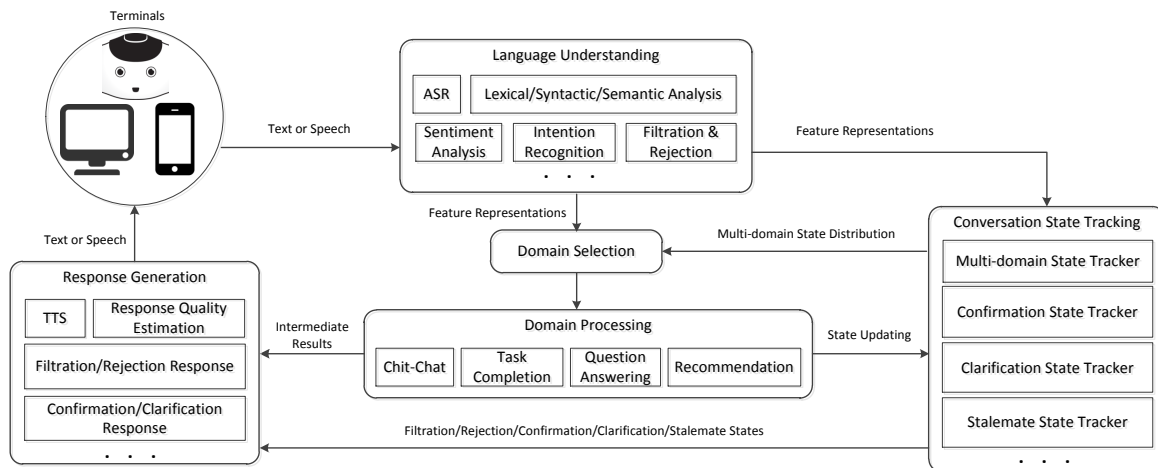 Terminals
Language Understanding
ASR
Lexical/Syntactic/Semantic Analysis
Sentiment
Analysis
Intention
Recognition
Filtration &
Rejection
. . .
Text or Speech
Feature Representations
Feature Representations
Domain Selection
Multi-domain State Distribution
Conversation State Tracking
Multi-domain State Tracker
Confirmation State Tracker
Clarification State Tracker
Stalemate State Tracker
. . .
Text or Speech
Response Generation
TTS
Response Quality
Estimation
Filtration/Rejection Response
Confirmation/Clarification
Response
. . .
Intermediate
Results
Domain Processing
Chit-Chat
Task
Completion
Question
Answering
Recommendation
State Updating
Filtration/Rejection/Confirmation/Clarification/Stalemate States